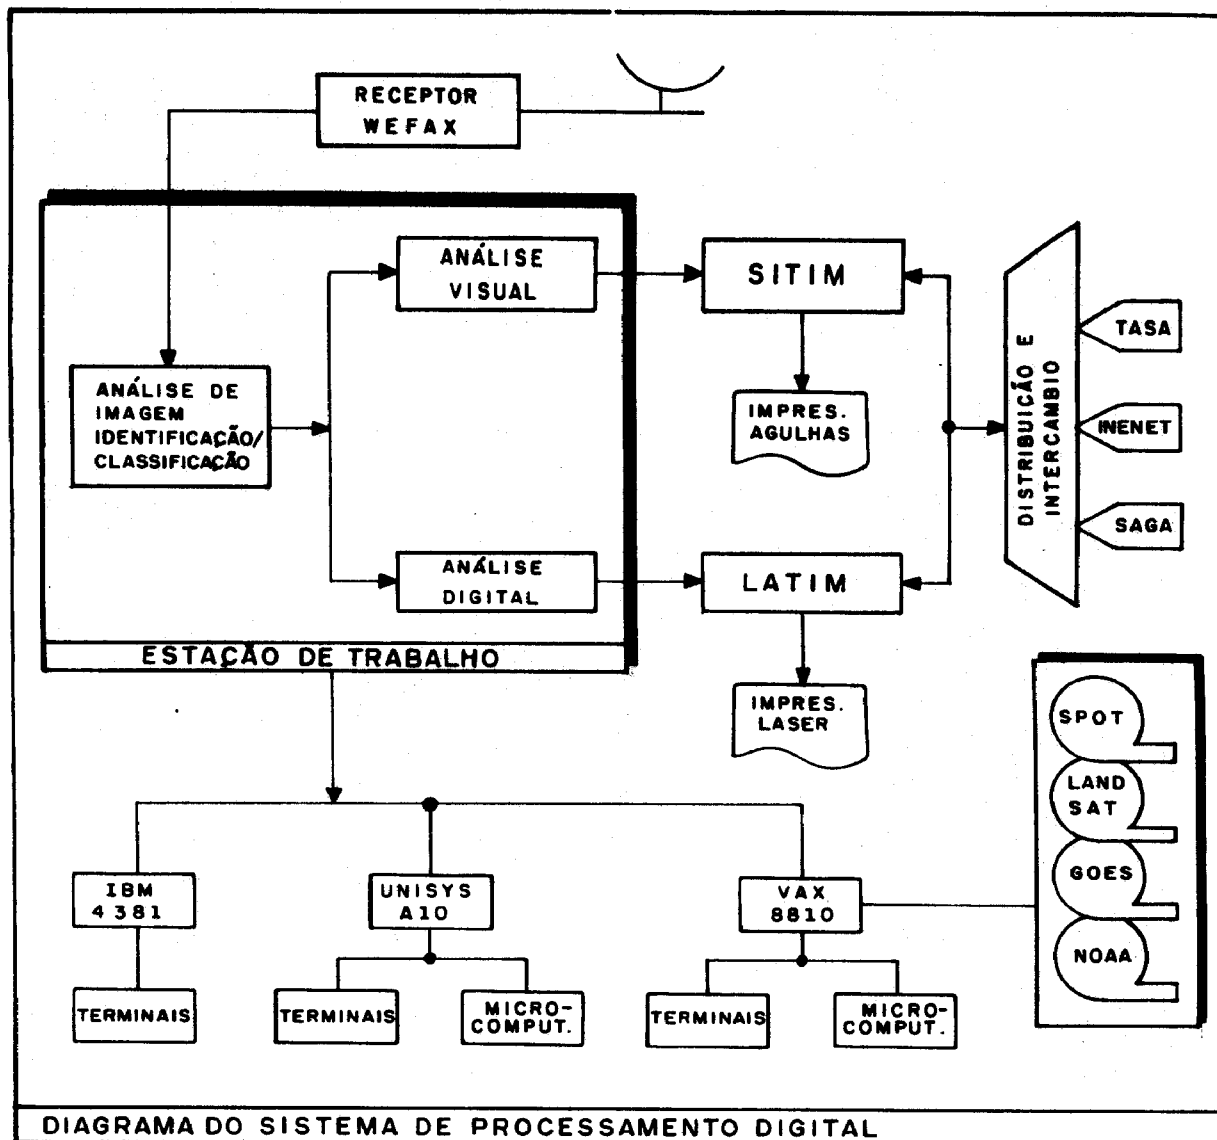 RECEPTOR
WEFAX
ANÁLISE
VISUAL
SITIM
TASA
ANÁLISE DE
IMAGEM
IDENTIFICAÇÃO/
CLASSIFICAÇÃO
IMPRES.
AGULHAS
DISTRIBUIÇÃO E
INTERCAMBIO
INENET
SAGA
ANÁLISE
DIGITAL
LATIM
ESTAÇÃO DE TRABALHO
IMPRES.
LASER
SPOT
LAND
SAT
GOES
NOAA
IBM
4381
UNISYS
A10
VAX
8810
TERMINAIS
TERMINAIS
MICRO-
COMPUT.
TERMINAIS
MICRO-
COMPUT.
DIAGRAMA DO SISTEMA DE PROCESSAMENTO DIGITAL